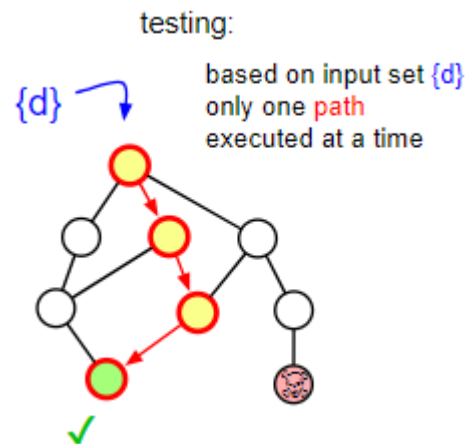 testing:
based on input set {d}
only one path
executed at a time
{d}